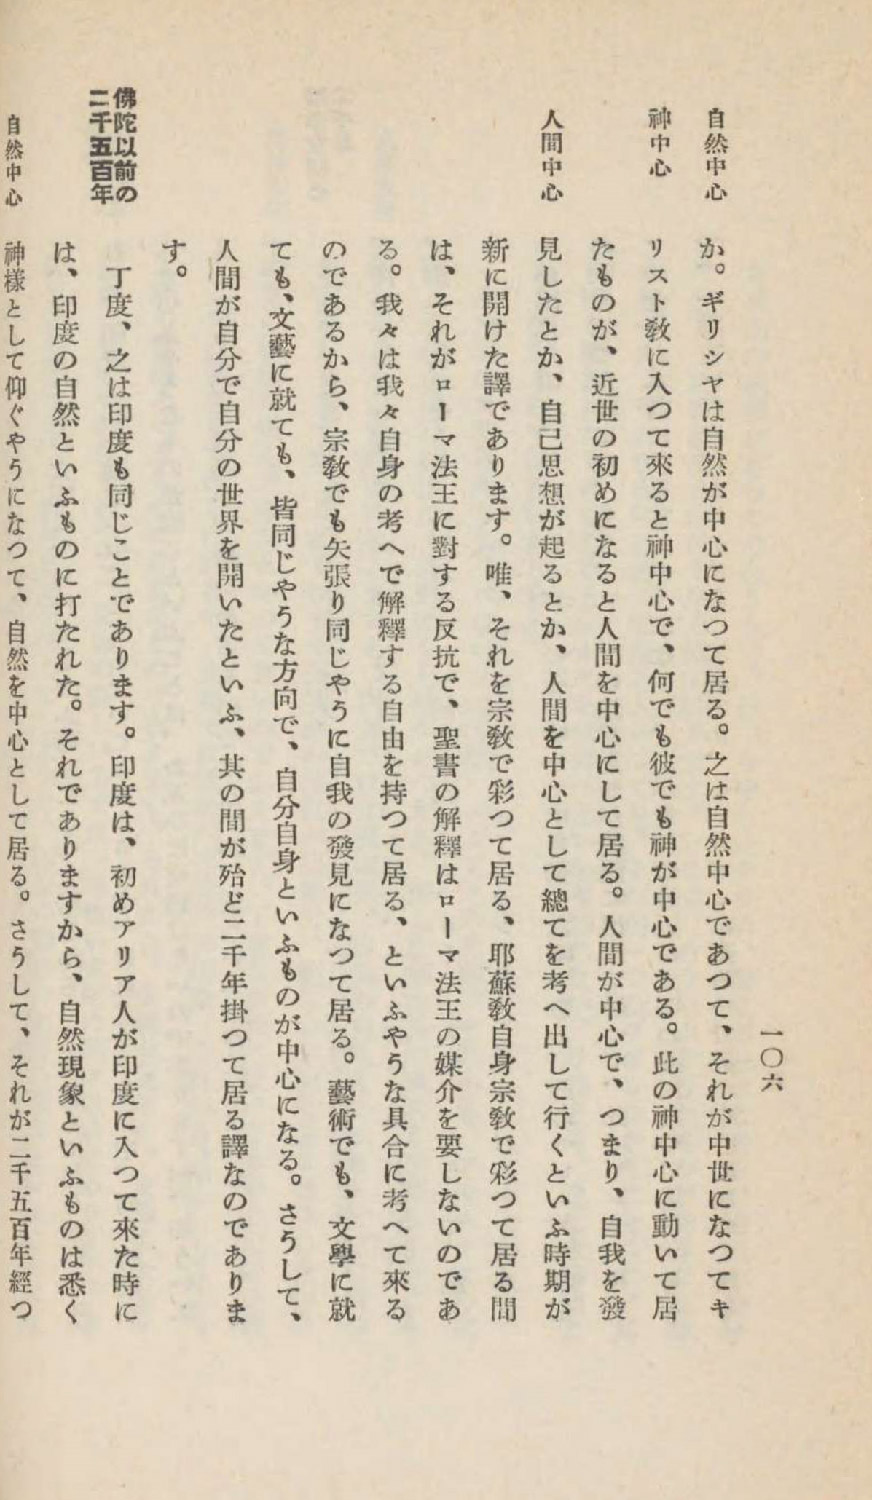 一〇六
自然中心
か。ギリシヤは自然が中心になつて居る。之は自然中心であつて、それが中世になつてキ
神中心
リスト敎に入つて來ると神中心で、何でも彼でも神が中心である。此の神中心に動いて居
たものが、近世の初めになると人間を中心にして居る。人間が中心で、つまり、自我を發
人間中心
見したとか、自己思想が起るとか、人間を中心として總てを考へ出して行くといふ時期が
新に開けた譯であります。唯、それを宗敎で彩つて居る、耶蘇敎自身宗敎で彩つて居る間
は、それがローマ法王に對する反抗で、聖書の解釋はローマ法王の媒介を要しないのであ
る。我々は我々自身の考へで解釋する自由を持つて居る、といふやうな具合に考へて來る
のであるから、宗敎でも矢張り同じやうに自我の發見になつて居る。藝術でも、文學に就
ても、文藝に就ても、皆同じやうな方向で、自分自身といふものが中心になる。さうして、
人間が自分で自分の世界を開いたといふ、其の間が殆ど二千年掛つて居る譯なのでありま
す。
佛陀以前の
二千五百年
丁度、之は印度も同じことであります。印度は、初めアリア人が印度に入つて來た時に
は、印度の自然といふものに打たれた。それでありますから、自然現象といふものは悉く
自然中心
神樣として仰ぐやうになつて、自然を中心として居る。さうして、それが二千五百年經つ